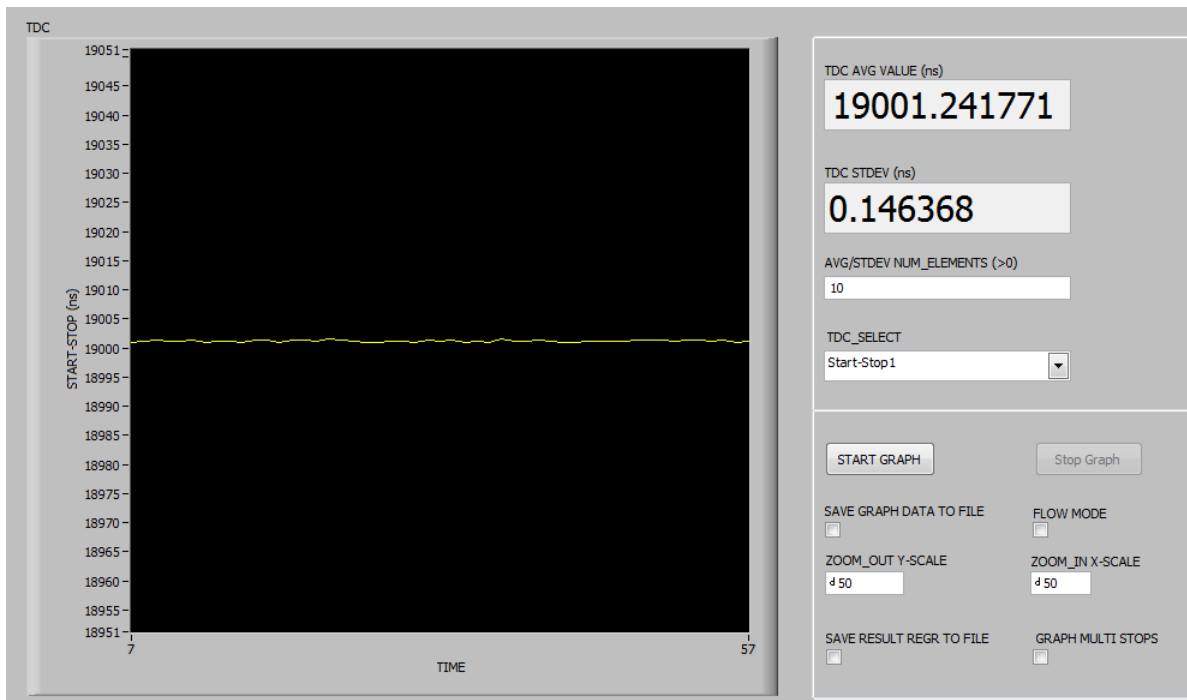 TDC
19051
19045
19040
19035
19030
19025
19020
19015
19010
19005
19000
18995
18990
18985
18980
18975
18970
18965
18960
18955
18951
START-STOP (ns)
7
57
TIME
TDC AVG VALUE (ns)
19001.241771
TDC STDEV (ns)
0.146368
AVG/STDEV NUM_ELEMENTS (>0)
10
TDC_SELECT
Start-Stop1
START GRAPH
Stop Graph
SAVE GRAPH DATA TO FILE
FLOW MODE
ZOOM_OUT Y-SCALE
ZOOM_IN X-SCALE
d 50
d 50
SAVE RESULT REGR TO FILE
GRAPH MULTI STOPS